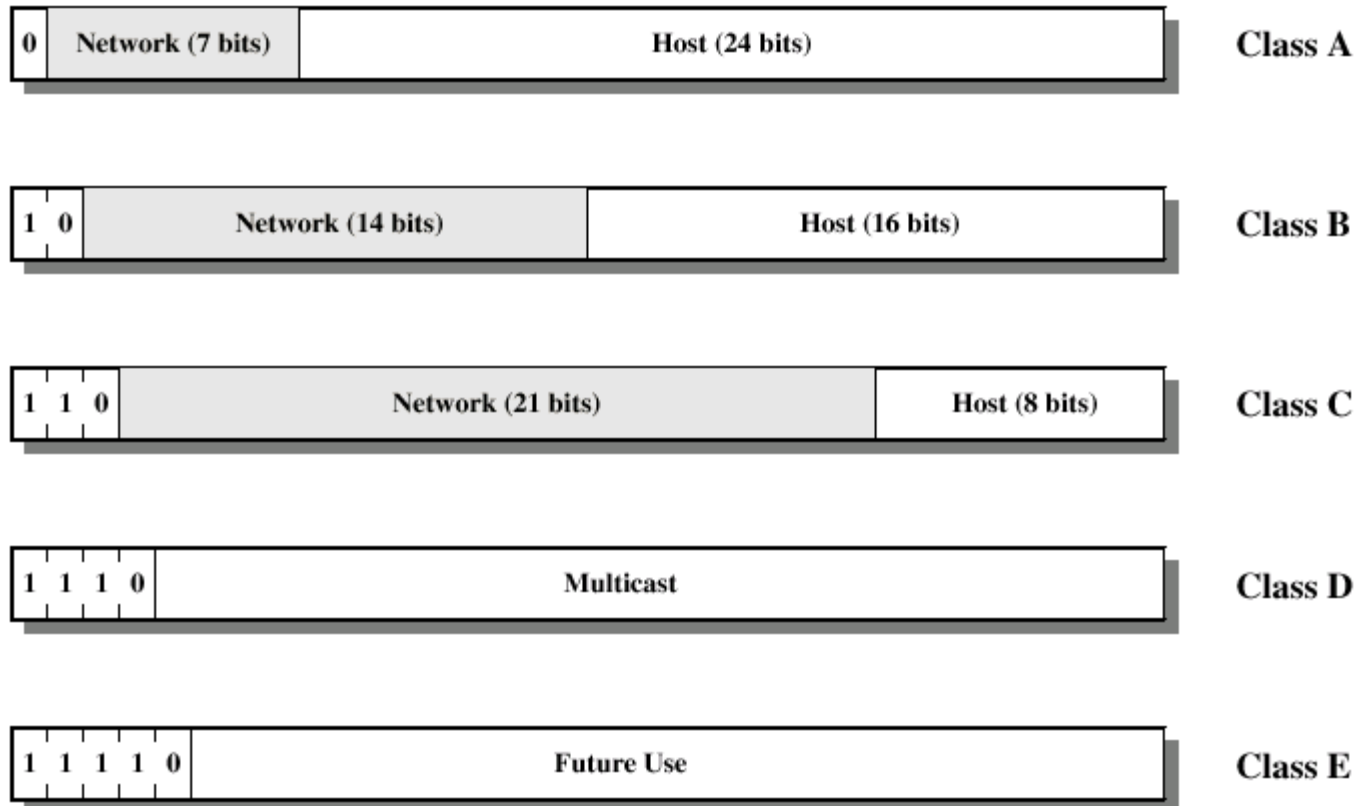 0 Network (7 bits) Host (24 bits) Class A
1 0 Network (14 bits) Host (16 bits) Class B
1 1 0 Network (21 bits) Host (8 bits) Class C
1 1 1 0 Multicast Class D
1 1 1 1 0 Future Use Class E